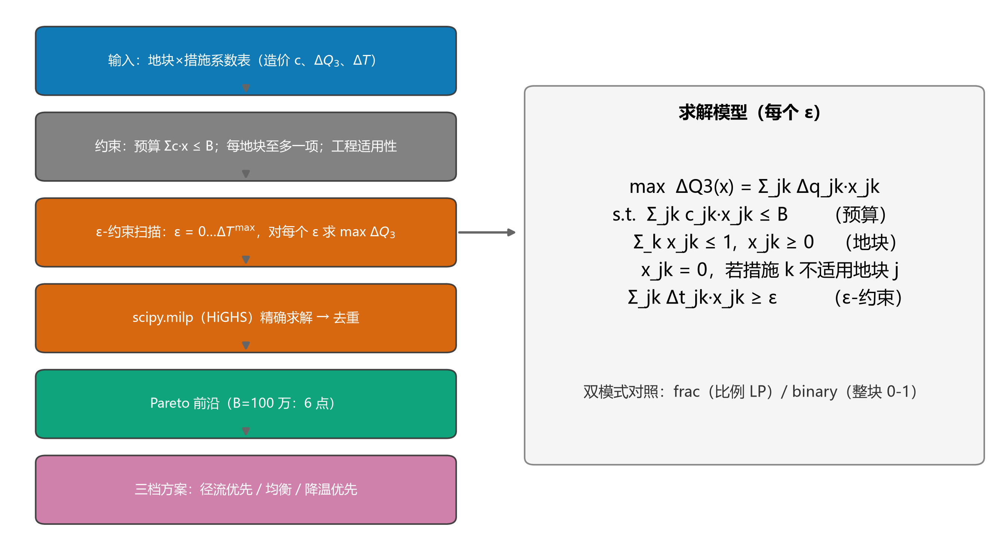 输入：地块×措施系数表（造价 c、ΔQ₃、ΔT）
约束：预算 Σc·x ≤ B；每地块至多一项；工程适用性
ε-约束扫描：ε = 0…ΔTᵐᵃˣ，对每个 ε 求 max ΔQ₃
scipy.milp（HiGHS）精确求解 → 去重
Pareto 前沿（B=100 万：6 点）
三档方案：径流优先 / 均衡 / 降温优先
求解模型（每个 ε）
max ΔQ3(x) = Σ_jk Δq_jk·x_jk
s.t. Σ_jk c_jk·x_jk ≤ B （预算）
Σ_k x_jk ≤ 1, x_jk ≥ 0 （地块）
x_jk = 0，若措施 k 不适用地块 j
Σ_jk Δt_jk·x_jk ≥ ε （ε-约束）
双模式对照：frac（比例 LP）/ binary（整块 0-1）